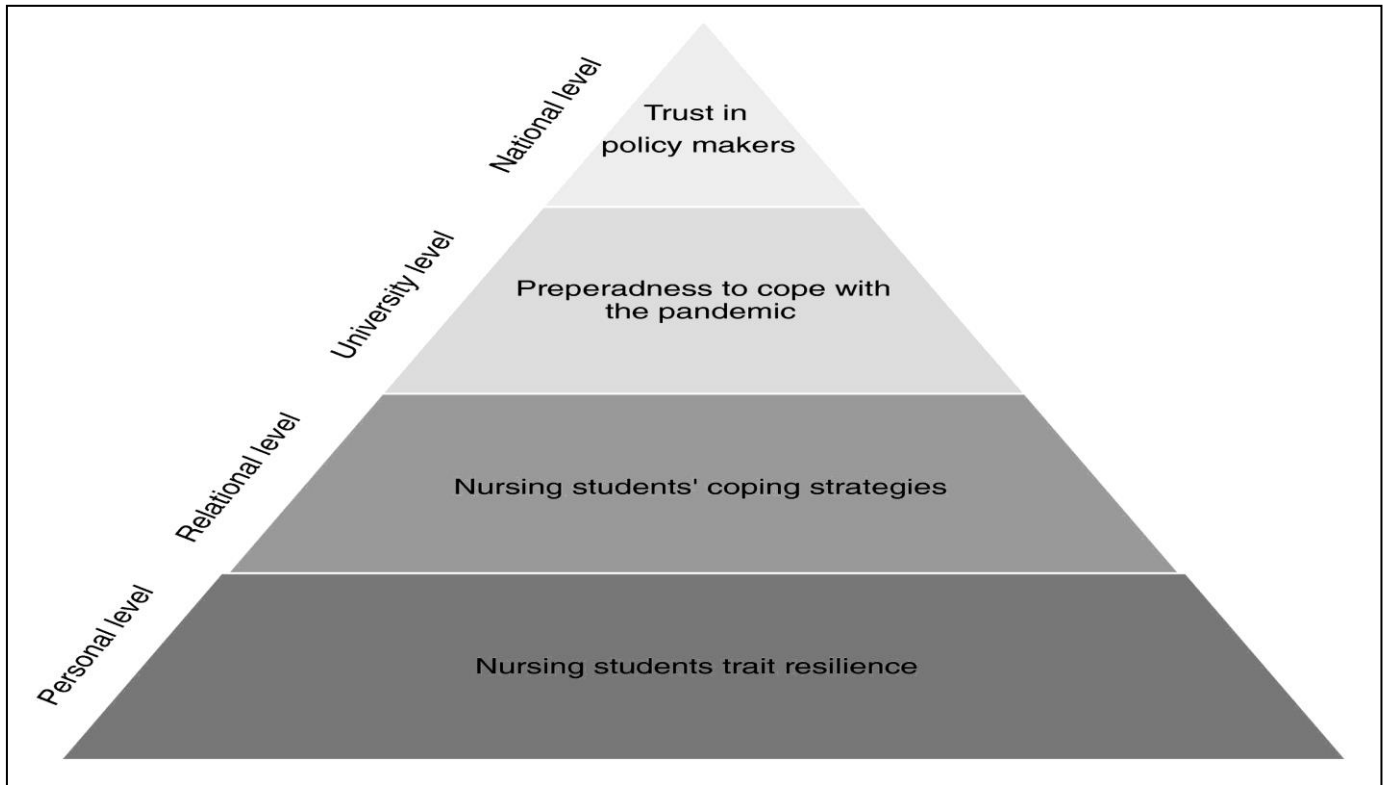 National level
Trust in
policy makers
University level
Preperadness to cope with
the pandemic
Relational level
Nursing students' coping strategies
Personal level
Nursing students trait resilience